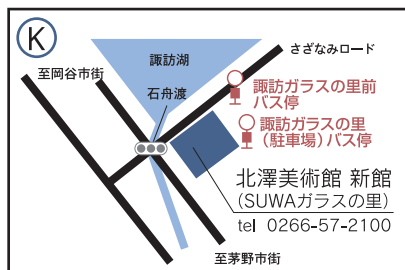 K
さざなみロード
諏訪湖
至岡谷市街
石舟渡
諏訪ガラスの里前
バス停
諏訪ガラスの里
(駐車場)バス停
北澤美術館 新館
(SUWAガラスの里)
tel 0266-57-2100
至茅野市街